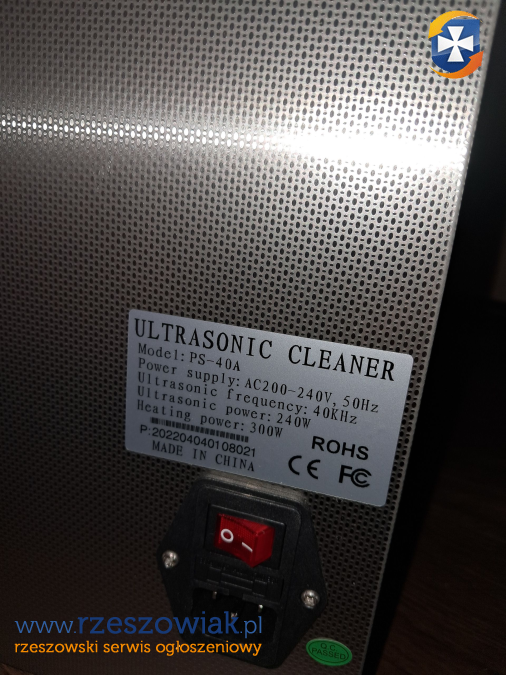 ULTRASONIC CLEANER
Model: PS-40A
Power supply: AC200-240V, 50Hz
Ultrasonic frequency: 40KHz
Ultrasonic power: 240W
Heating power: 300W
P:202204040108021
MADE IN CHINA
ROHS
CE FC
Q.C.
PASSED
www.rzeszowiak.pl
rzeszowski serwis ogłoszeniowy